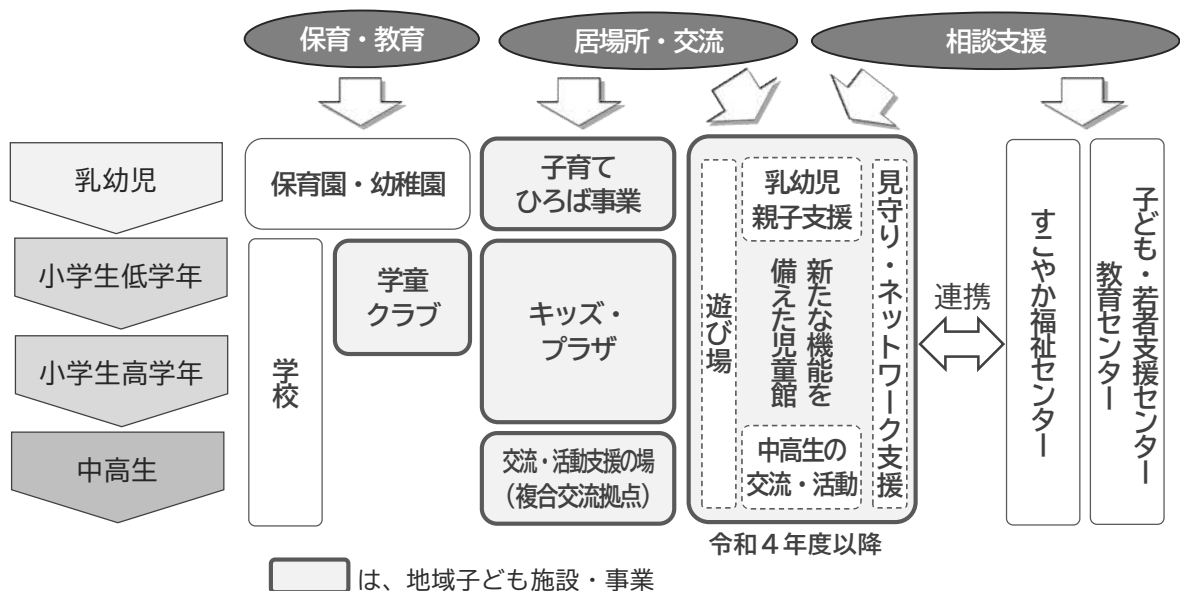 保育・教育
居場所・交流
相談支援
乳幼児
小学生低学年
小学生高学年
中高生
保育園・幼稚園
学校
学童
クラブ
子育て
ひろば事業
キッズ・
プラザ
交流・活動支援の場
（複合交流拠点）
遊び場
乳幼児
親子支援
新たな機能を
備えた児童館
中高生の
交流・活動
見守り・ネットワーク支援
令和４年度以降
連携
すこやか福祉センター
子ども・若者支援センター
教育センター
は、地域子ども施設・事業